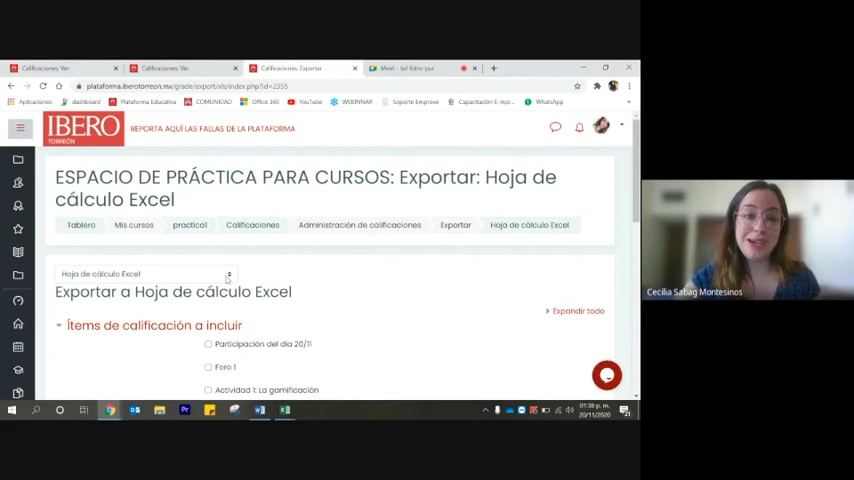 Calificaciones: Ver
Calificaciones: Ver
Calificaciones: Exportar
plataforma.iberotorreon.mx/grade/export/xls/index.php?id=2355
Aplicaciones
dashboard
Plataforma Educativa
COMUNIDAD
Office 365
YouTube
WEBINNAR
Soporte Emprove
Capacitación E-mpr...
WhatsApp
IBERO
TORREÓN
REPORTA AQUÍ LAS FALLAS DE LA PLATAFORMA
ESPACIO DE PRÁCTICA PARA CURSOS: Exportar: Hoja de
cálculo Excel
Tablero
Mis cursos
practica1
Calificaciones
Administración de calificaciones
Exportar
Hoja de cálculo Excel
Hoja de cálculo Excel
Exportar a Hoja de cálculo Excel
Expandir todo
Ítems de calificación a incluir
Participación del día 20/11
Foro 1
Actividad 1: La gamificación
Cecilia Sabag Montesinos
01:38 p. m.
20/11/2020